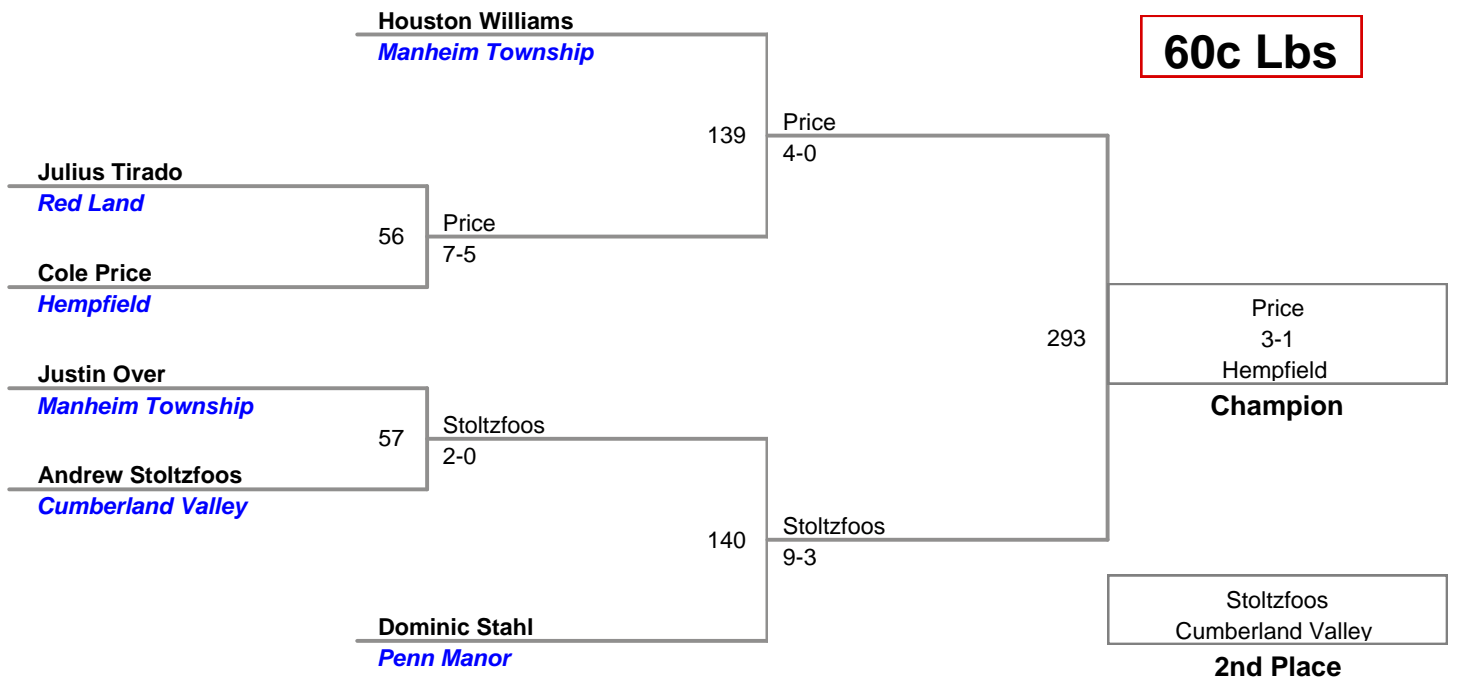 Houston Williams
Manheim Township
60c Lbs
139
Price
4-0
Julius Tirado
Red Land
56
Price
7-5
Cole Price
Hempfield
293
Price
3-1
Hempfield
Champion
Justin Over
Manheim Township
57
Stoltzfoos
2-0
Andrew Stoltzfoos
Cumberland Valley
140
Stoltzfoos
9-3
Dominic Stahl
Penn Manor
Stoltzfoos
Cumberland Valley
2nd Place